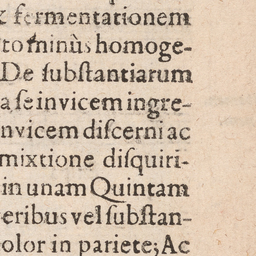 & fermentationem
to minùs homoge-
De ſubſtantiarum
a ſe invicem ingre-
nvicem diſcerni ac
mixtione diſquiri-
in unam Quintam
eribus vel ſubſtan-
olor in pariete; Ac